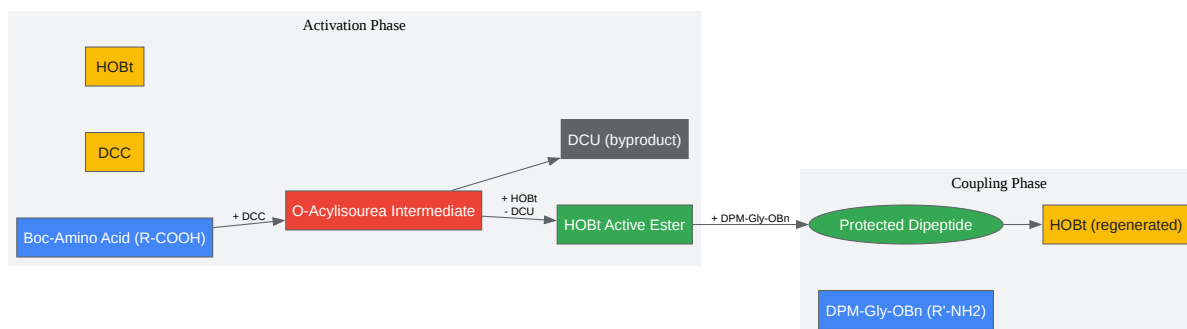 Activation Phase
HOBt
DCC
DCU (byproduct)
+ DCC
O-Acylisourea Intermediate
+ HOBt
- DCU
Boc-Amino Acid (R-COOH)
HOBt Active Ester
+ DPM-Gly-OBn
Coupling Phase
Protected Dipeptide
HOBt (regenerated)
DPM-Gly-OBn (R'-NH2)